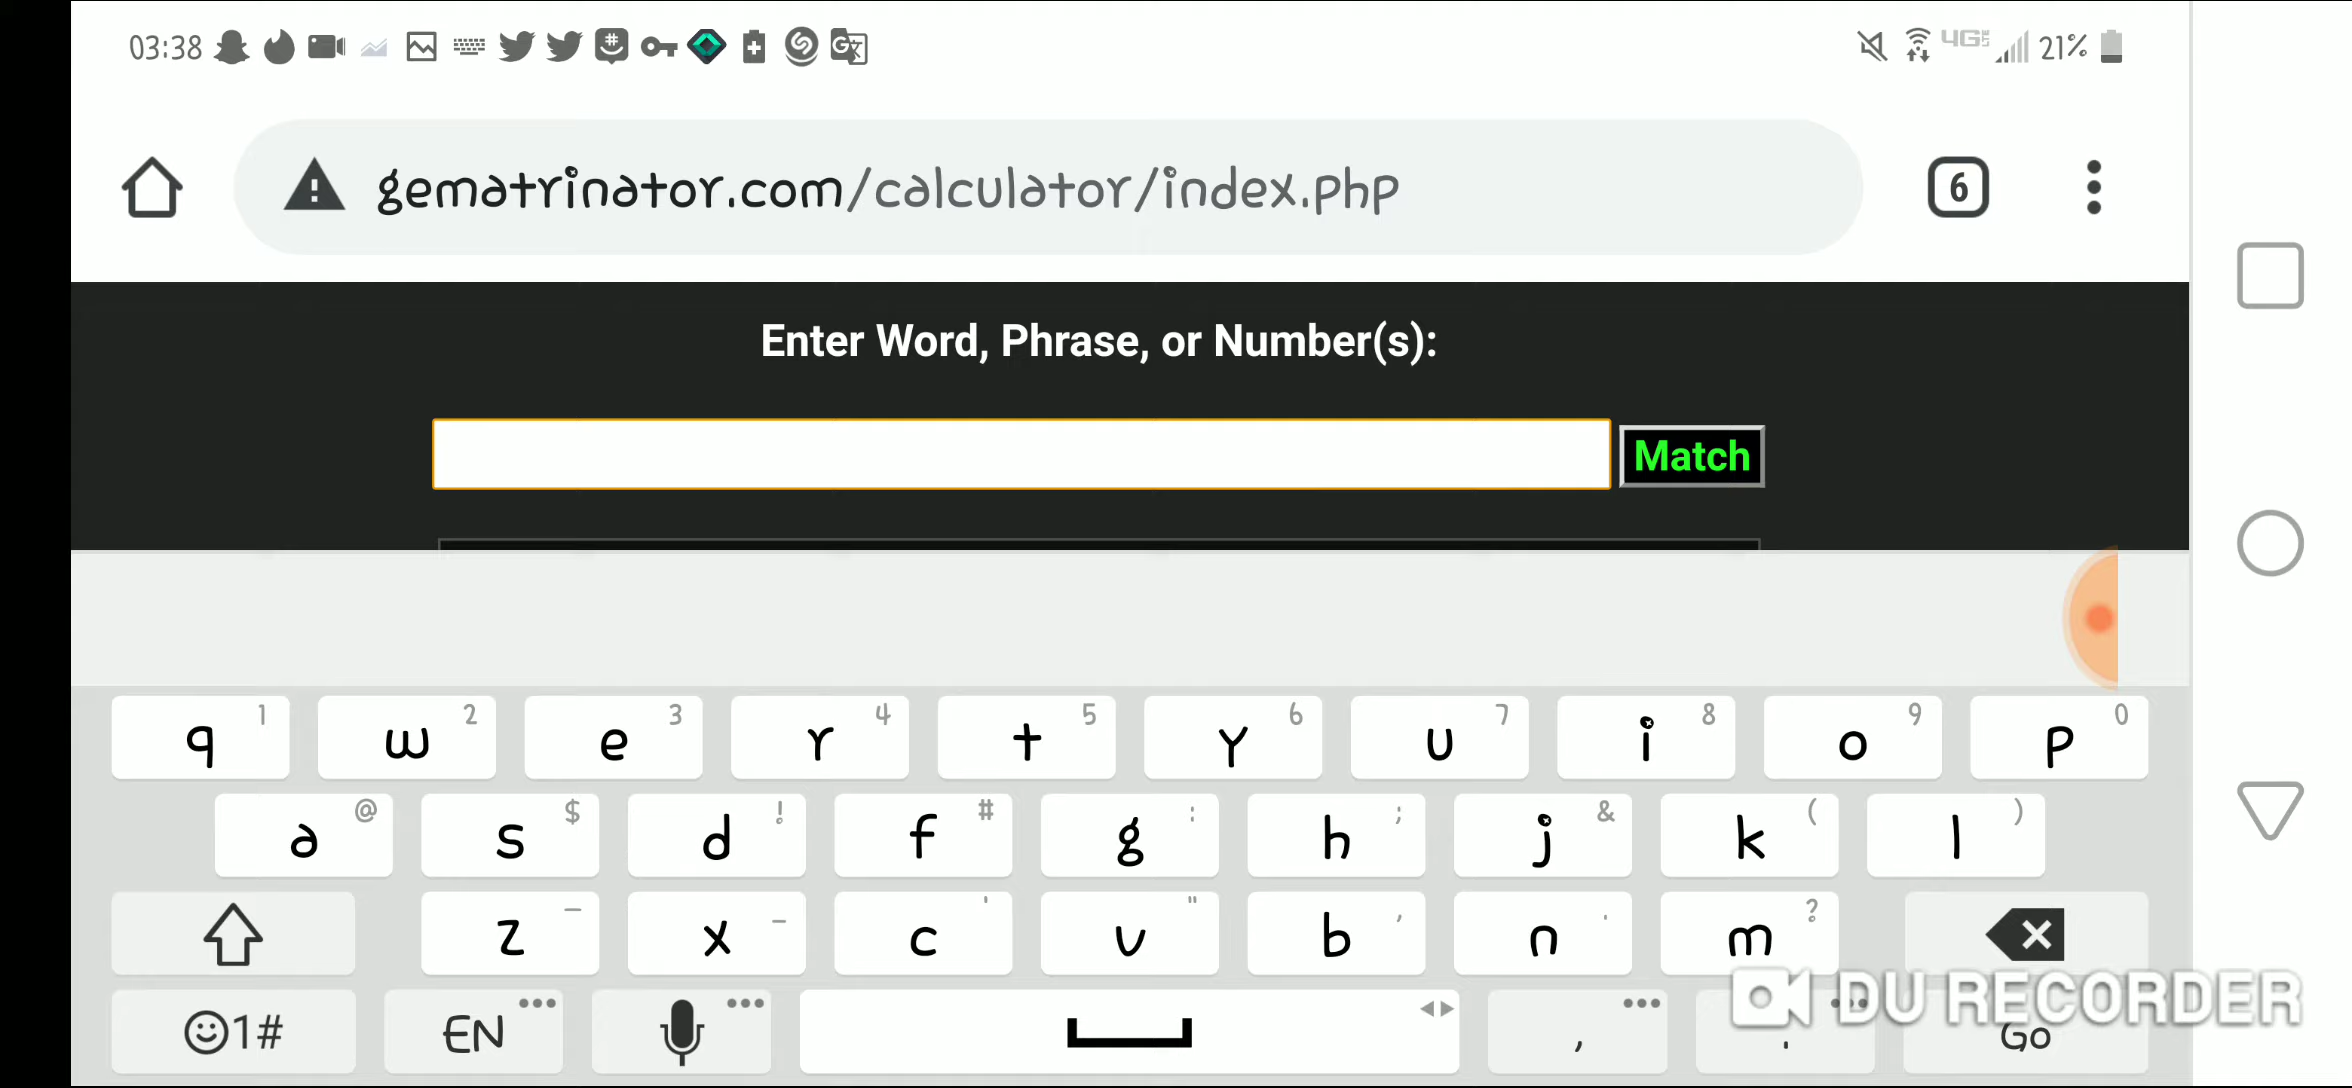 03:38 4GE 21%
gematrinator.com/calculator/index.php 6
Enter Word, Phrase, or Number(s):
Match
q 1 w 2 e 3 r 4 t 5 y 6 u 7 i 8 o 9 p 0
a @ s $ d ! f # g : h ; j & k ( l )
z — x - c ' v " b , n . m ?
DU RECORDER
1# EN , . Go